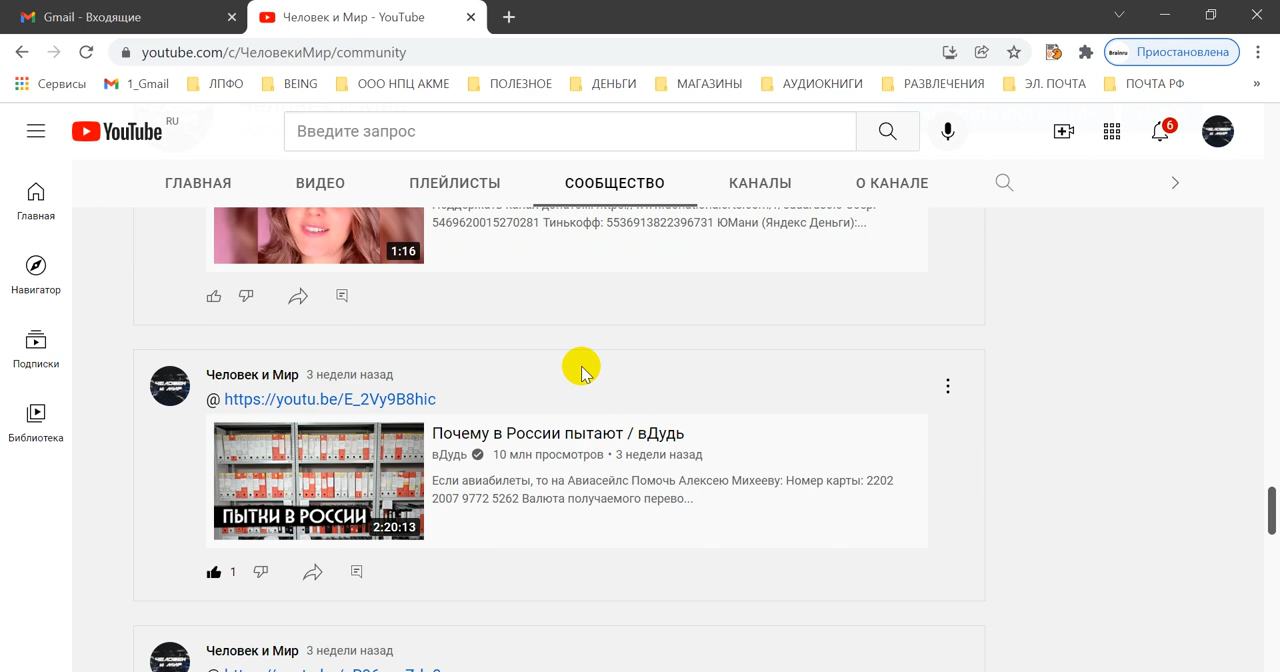 Gmail - Входящие
Человек и Мир - YouTube
youtube.com/c/ЧеловекиМир/community
Brainru Приостановлена
Сервисы 1_Gmail ЛПФО BEING ООО НПЦ АКМЕ ПОЛЕЗНОЕ ДЕНЬГИ МАГАЗИНЫ АУДИОКНИГИ РАЗВЛЕЧЕНИЯ ЭЛ. ПОЧТА ПОЧТА РФ »
YouTube RU
Введите запрос
6
ГЛАВНАЯ ВИДЕО ПЛЕЙЛИСТЫ СООБЩЕСТВО КАНАЛЫ О КАНАЛЕ
Главная
Навигатор
Подписки
Библиотека
5469620015270281 Тинькофф: 5536913822396731 ЮМани (Яндекс Деньги):...
1:16
Человек и Мир 3 недели назад
@ https://youtu.be/E_2Vy9B8hic
Почему в России пытают / вДудь
вДудь 10 млн просмотров • 3 недели назад
Если авиабилеты, то на Авиасейлс Помочь Алексею Михееву: Номер карты: 2202
2007 9772 5262 Валюта получаемого перево...
ПЫТКИ В РОССИИ
2:20:13
1
Человек и Мир 3 недели назад